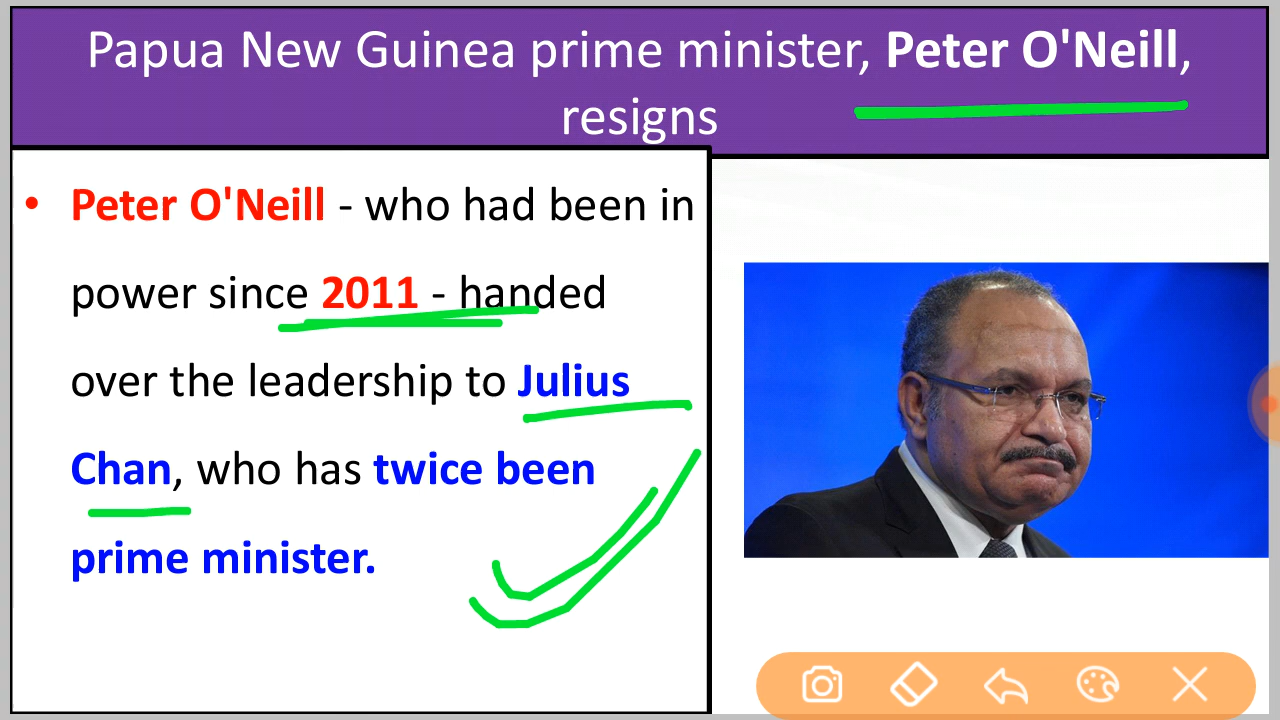 Papua New Guinea prime minister, Peter O'Neill,
resigns
• Peter O'Neill - who had been in
power since 2011 - handed
over the leadership to Julius
Chan, who has twice been
prime minister.